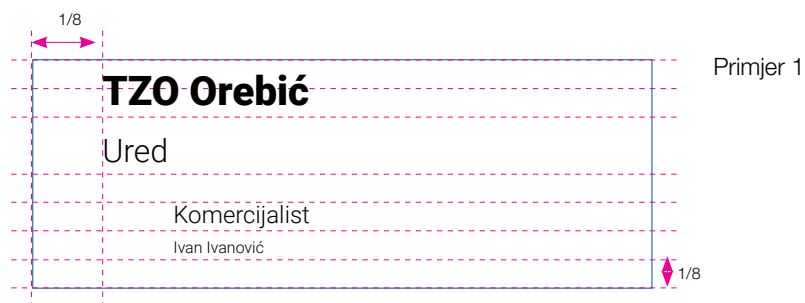 1/8
Primjer 1
TZO Orebić
Ured
Komercijalist
Ivan Ivanović
1/8